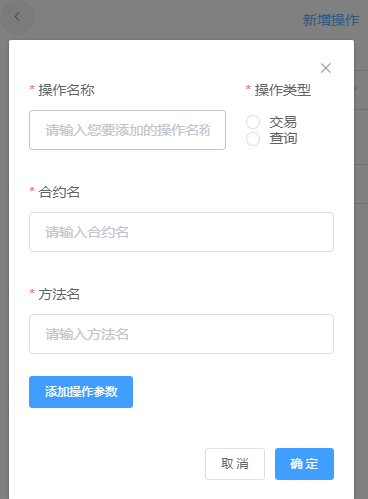 新增操作
* 操作名称
* 操作类型
请输入您要添加的操作名称
交易
查询
* 合约名
请输入合约名
* 方法名
请输入方法名
添加操作参数
取 消
确 定